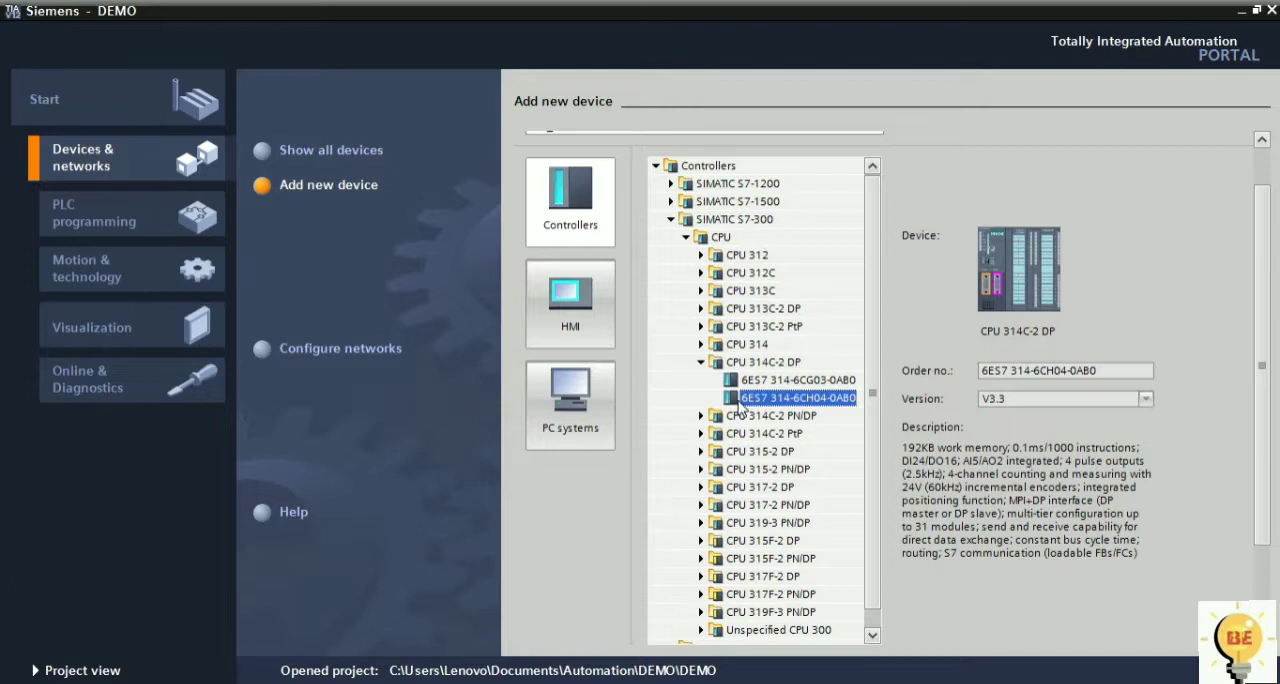 TIA V12 Siemens - DEMO
Totally Integrated Automation
PORTAL
Start
Devices &
networks
PLC
programming
Motion &
technology
Visualization
Online &
Diagnostics
Show all devices
Add new device
Configure networks
Help
Add new device
Controllers
HMI
PC systems
Controllers
SIMATIC S7-1200
SIMATIC S7-1500
SIMATIC S7-300
CPU
CPU 312
CPU 312C
CPU 313C
CPU 313C-2 DP
CPU 313C-2 PtP
CPU 314
CPU 314C-2 DP
6ES7 314-6CG03-0AB0
6ES7 314-6CH04-0AB0
CPU 314C-2 PN/DP
CPU 314C-2 PtP
CPU 315-2 DP
CPU 315-2 PN/DP
CPU 317-2 DP
CPU 317-2 PN/DP
CPU 319-3 PN/DP
CPU 315F-2 DP
CPU 315F-2 PN/DP
CPU 317F-2 DP
CPU 317F-2 PN/DP
CPU 319F-3 PN/DP
Unspecified CPU 300
Device:
CPU 314C-2 DP
Order no.: 6ES7 314-6CH04-0AB0
Version: V3.3
Description:
192KB work memory; 0.1ms/1000 instructions;
DI24/DO16; AI5/AO2 integrated; 4 pulse outputs
(2.5kHz); 4-channel counting and measuring with
24V (60kHz) incremental encoders; integrated
positioning function; MPI+DP interface (DP
master or DP slave); multi-tier configuration up
to 31 modules; send and receive capability for
direct data exchange; constant bus cycle time;
routing; S7 communication (loadable FBs/FCs)
BE
Project view
Opened project: C:\Users\Lenovo\Documents\Automation\DEMO\DEMO